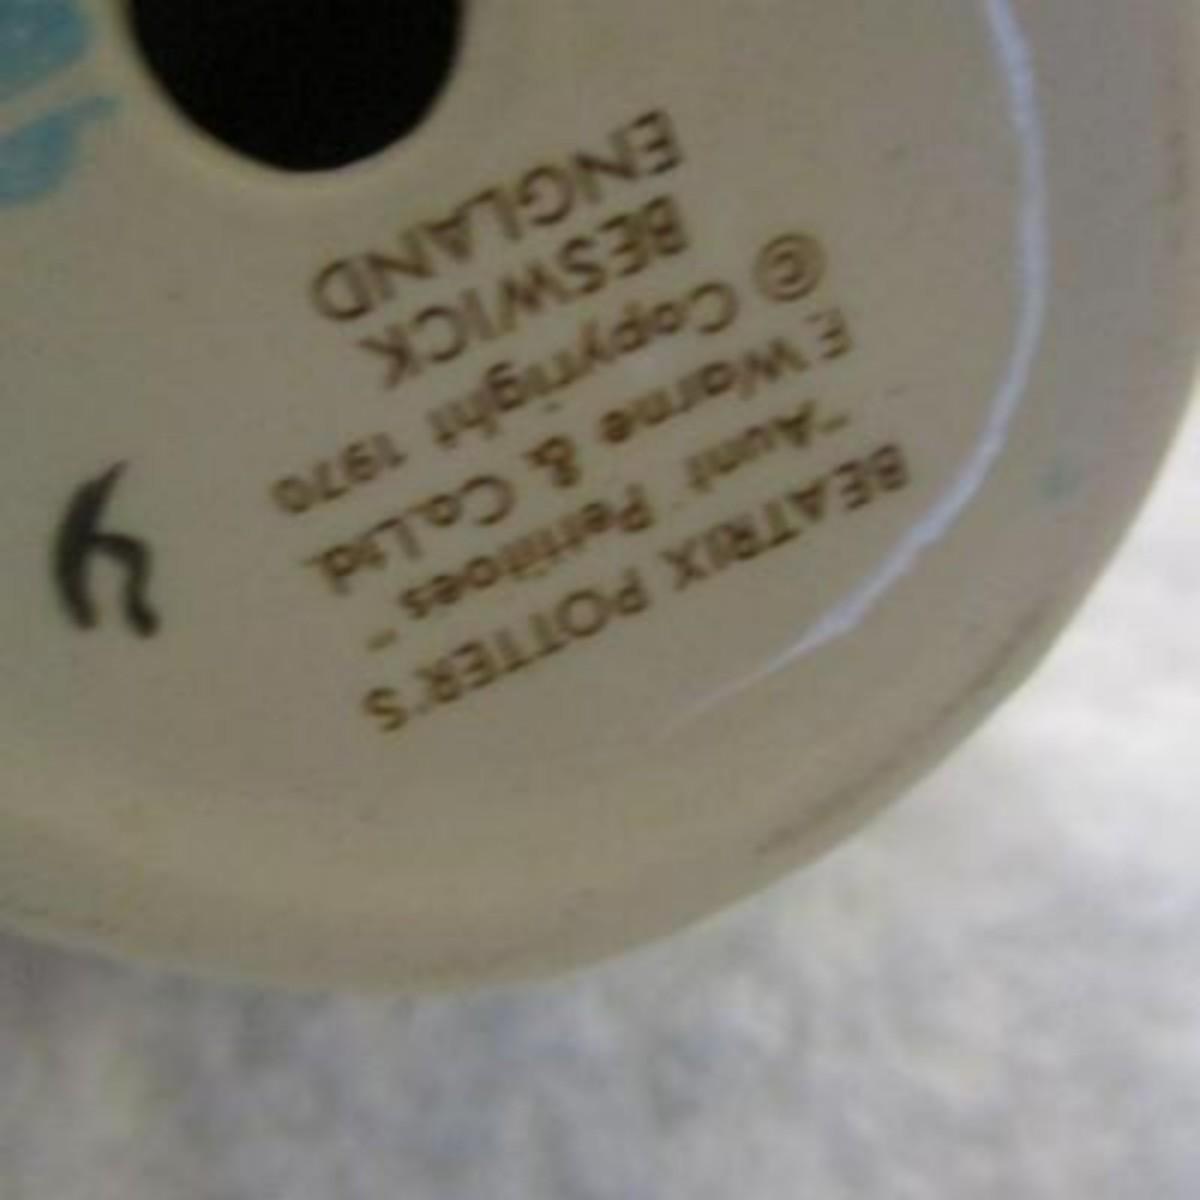 BEATRIX POTTER'S
"Aunt Pettitoes"
F. Warne & Co.Ltd.
© Copyright 1970
BESWICK
ENGLAND